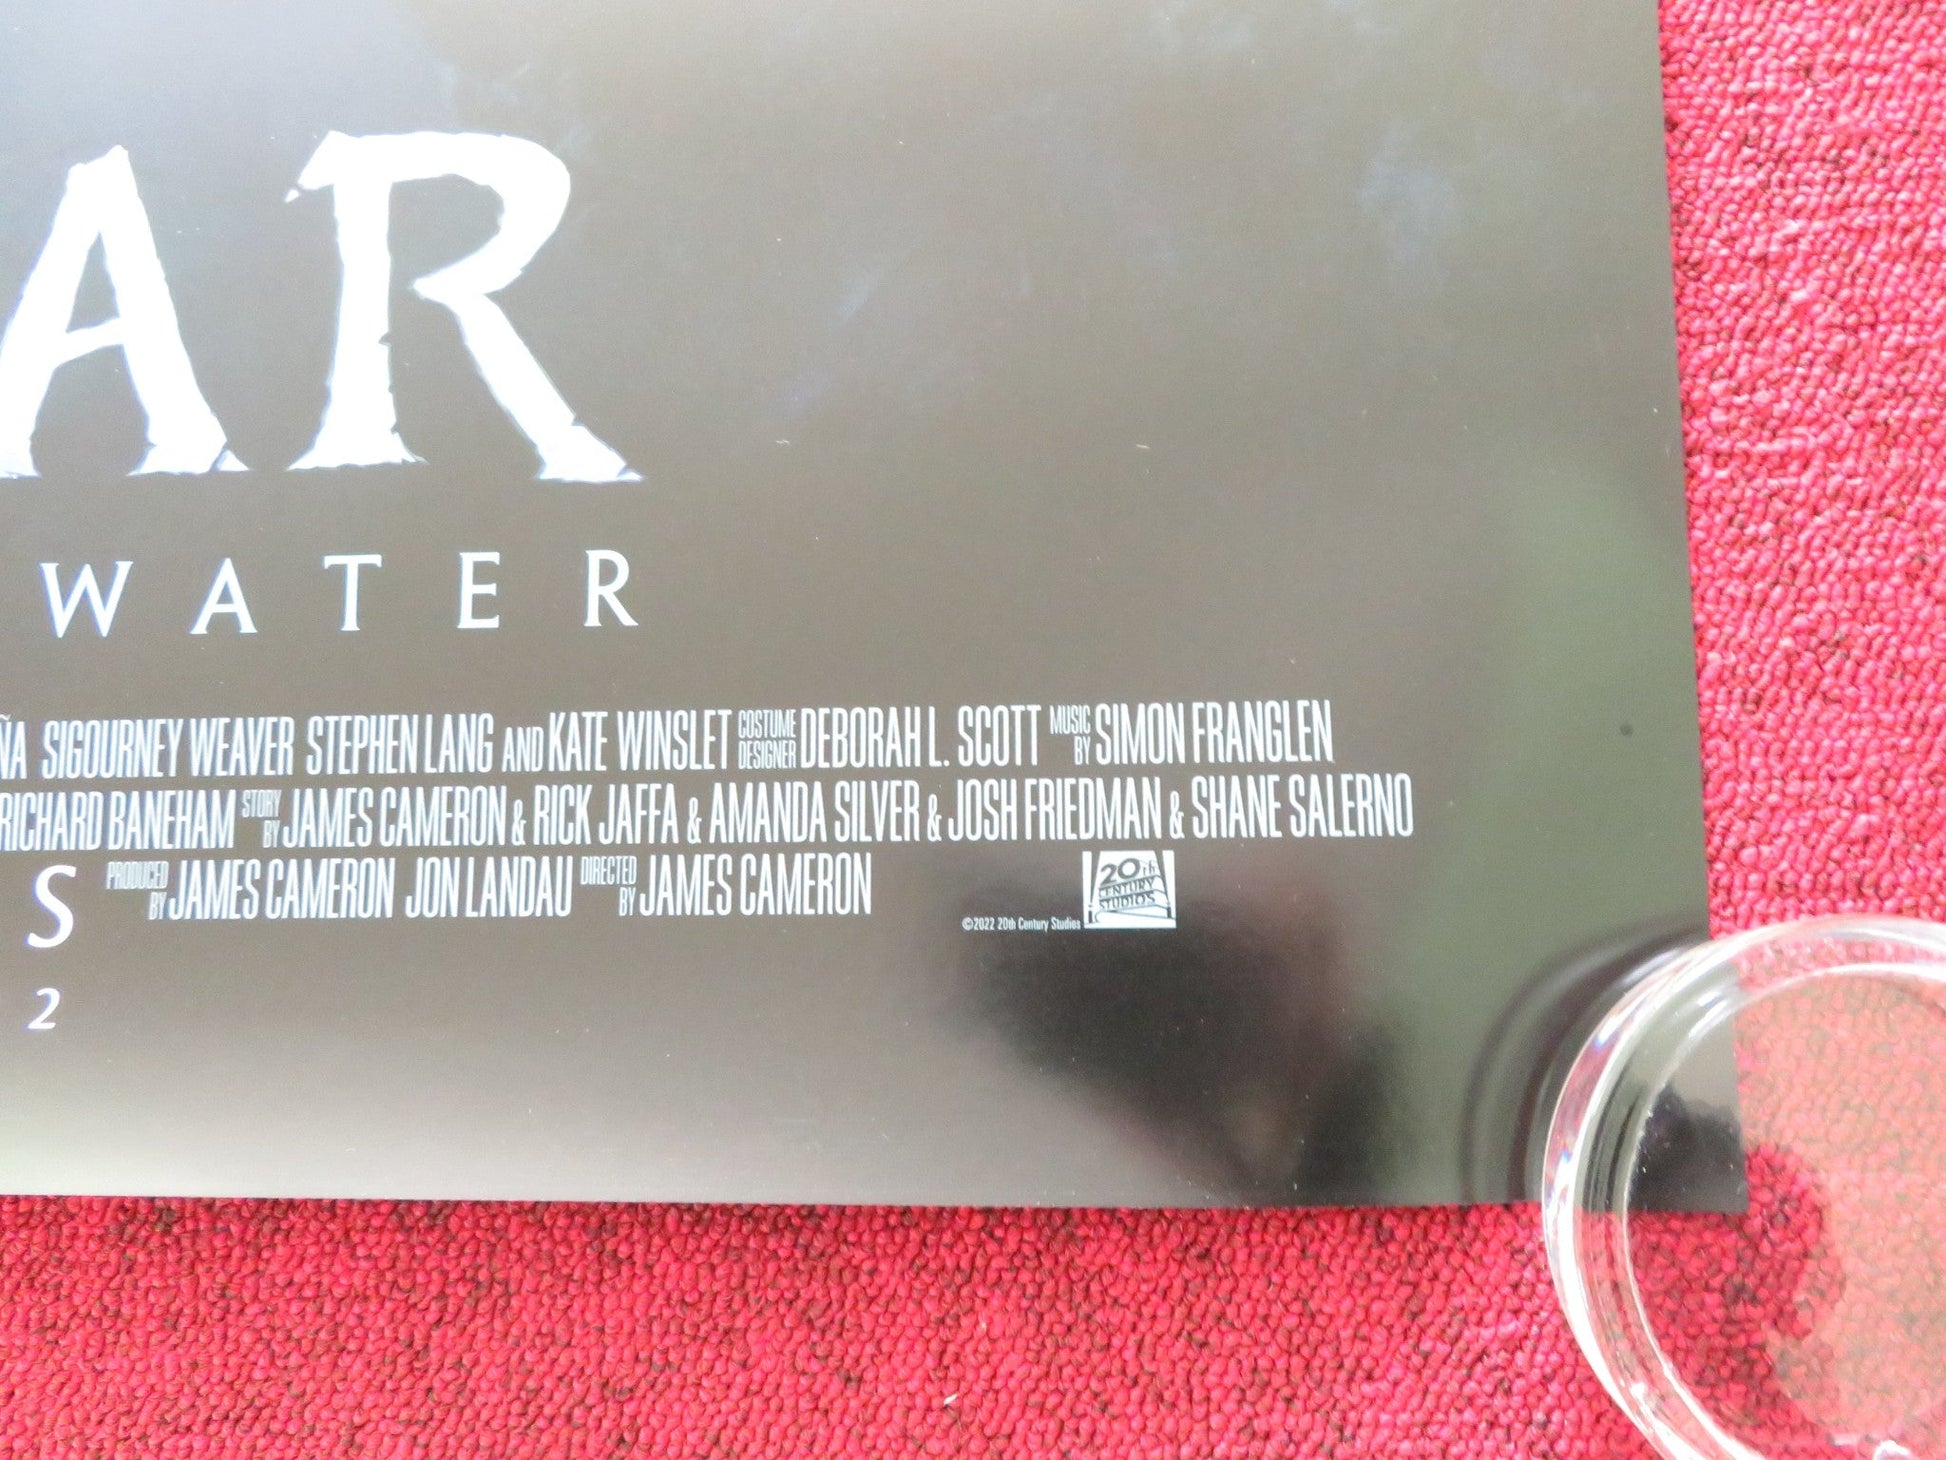 AR
WATER
ÑA SIGOURNEY WEAVER STEPHEN LANG AND KATE WINSLET COSTUME DESIGNER DEBORAH L. SCOTT MUSIC BY SIMON FRANGLEN
RICHARD BANEHAM STORY BY JAMES CAMERON & RICK JAFFA & AMANDA SILVER & JOSH FRIEDMAN & SHANE SALERNO
S PRODUCED BY JAMES CAMERON JON LANDAU DIRECTED BY JAMES CAMERON
©2022 20th Century Studios
20th
CENTURY
STUDIOS
2